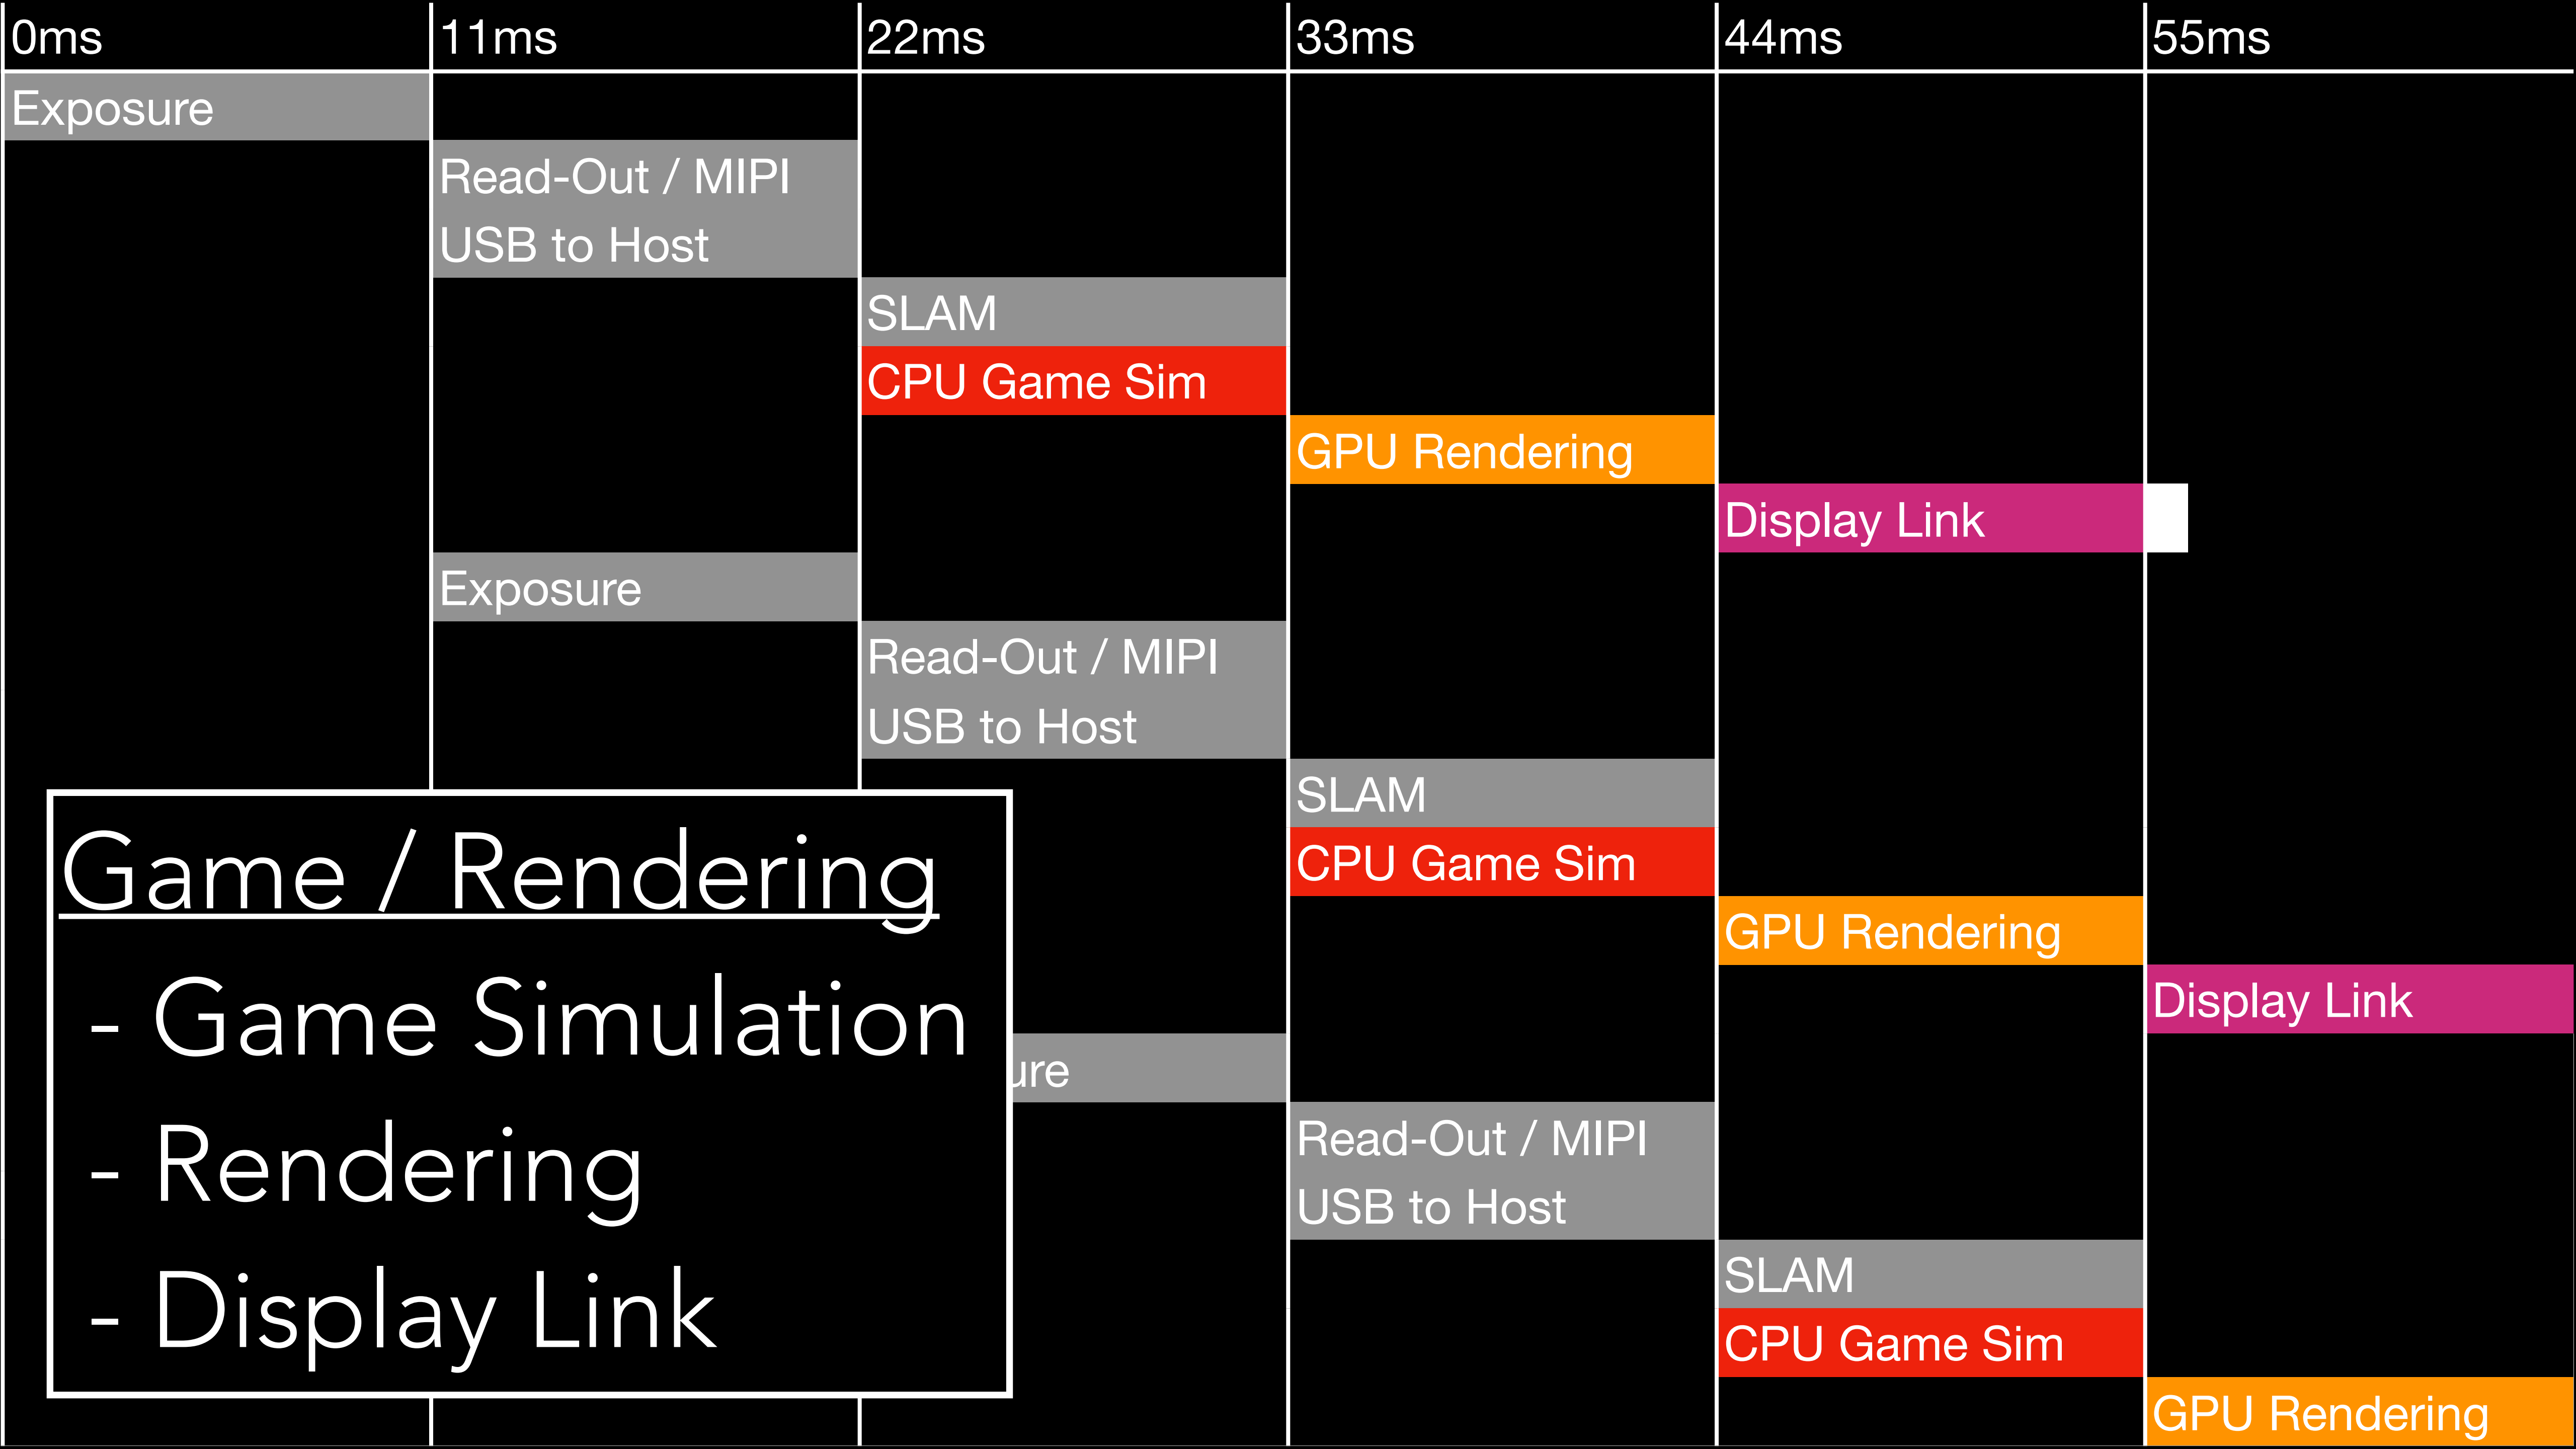 0ms 11ms 22ms 33ms 44ms 55ms
Exposure
Read-Out / MIPI
USB to Host
SLAM
CPU Game Sim
GPU Rendering
Display Link
Exposure
Read-Out / MIPI
USB to Host
SLAM
CPU Game Sim
GPU Rendering
Display Link
ure
Read-Out / MIPI
USB to Host
SLAM
CPU Game Sim
GPU Rendering
Game / Rendering
- Game Simulation
- Rendering
- Display Link